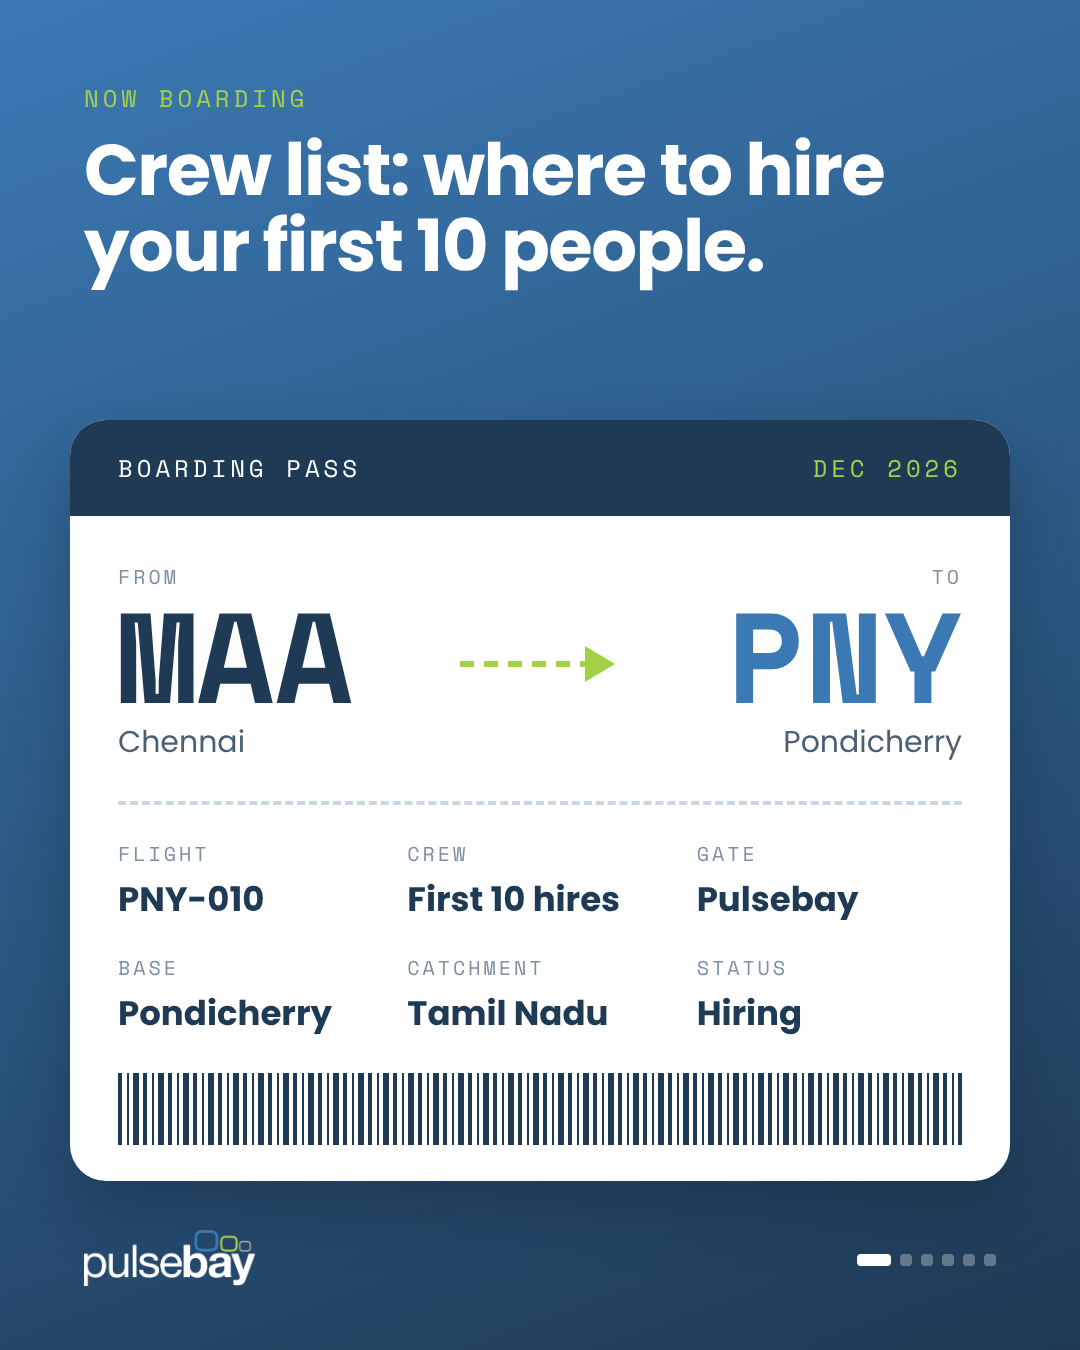 NOW BOARDING
Crew list: where to hire
your first 10 people.
BOARDING PASS DEC 2026
FROM TO
MAA PNY
Chennai Pondicherry
FLIGHT CREW GATE
PNY-010 First 10 hires Pulsebay
BASE CATCHMENT STATUS
Pondicherry Tamil Nadu Hiring
pulsebay